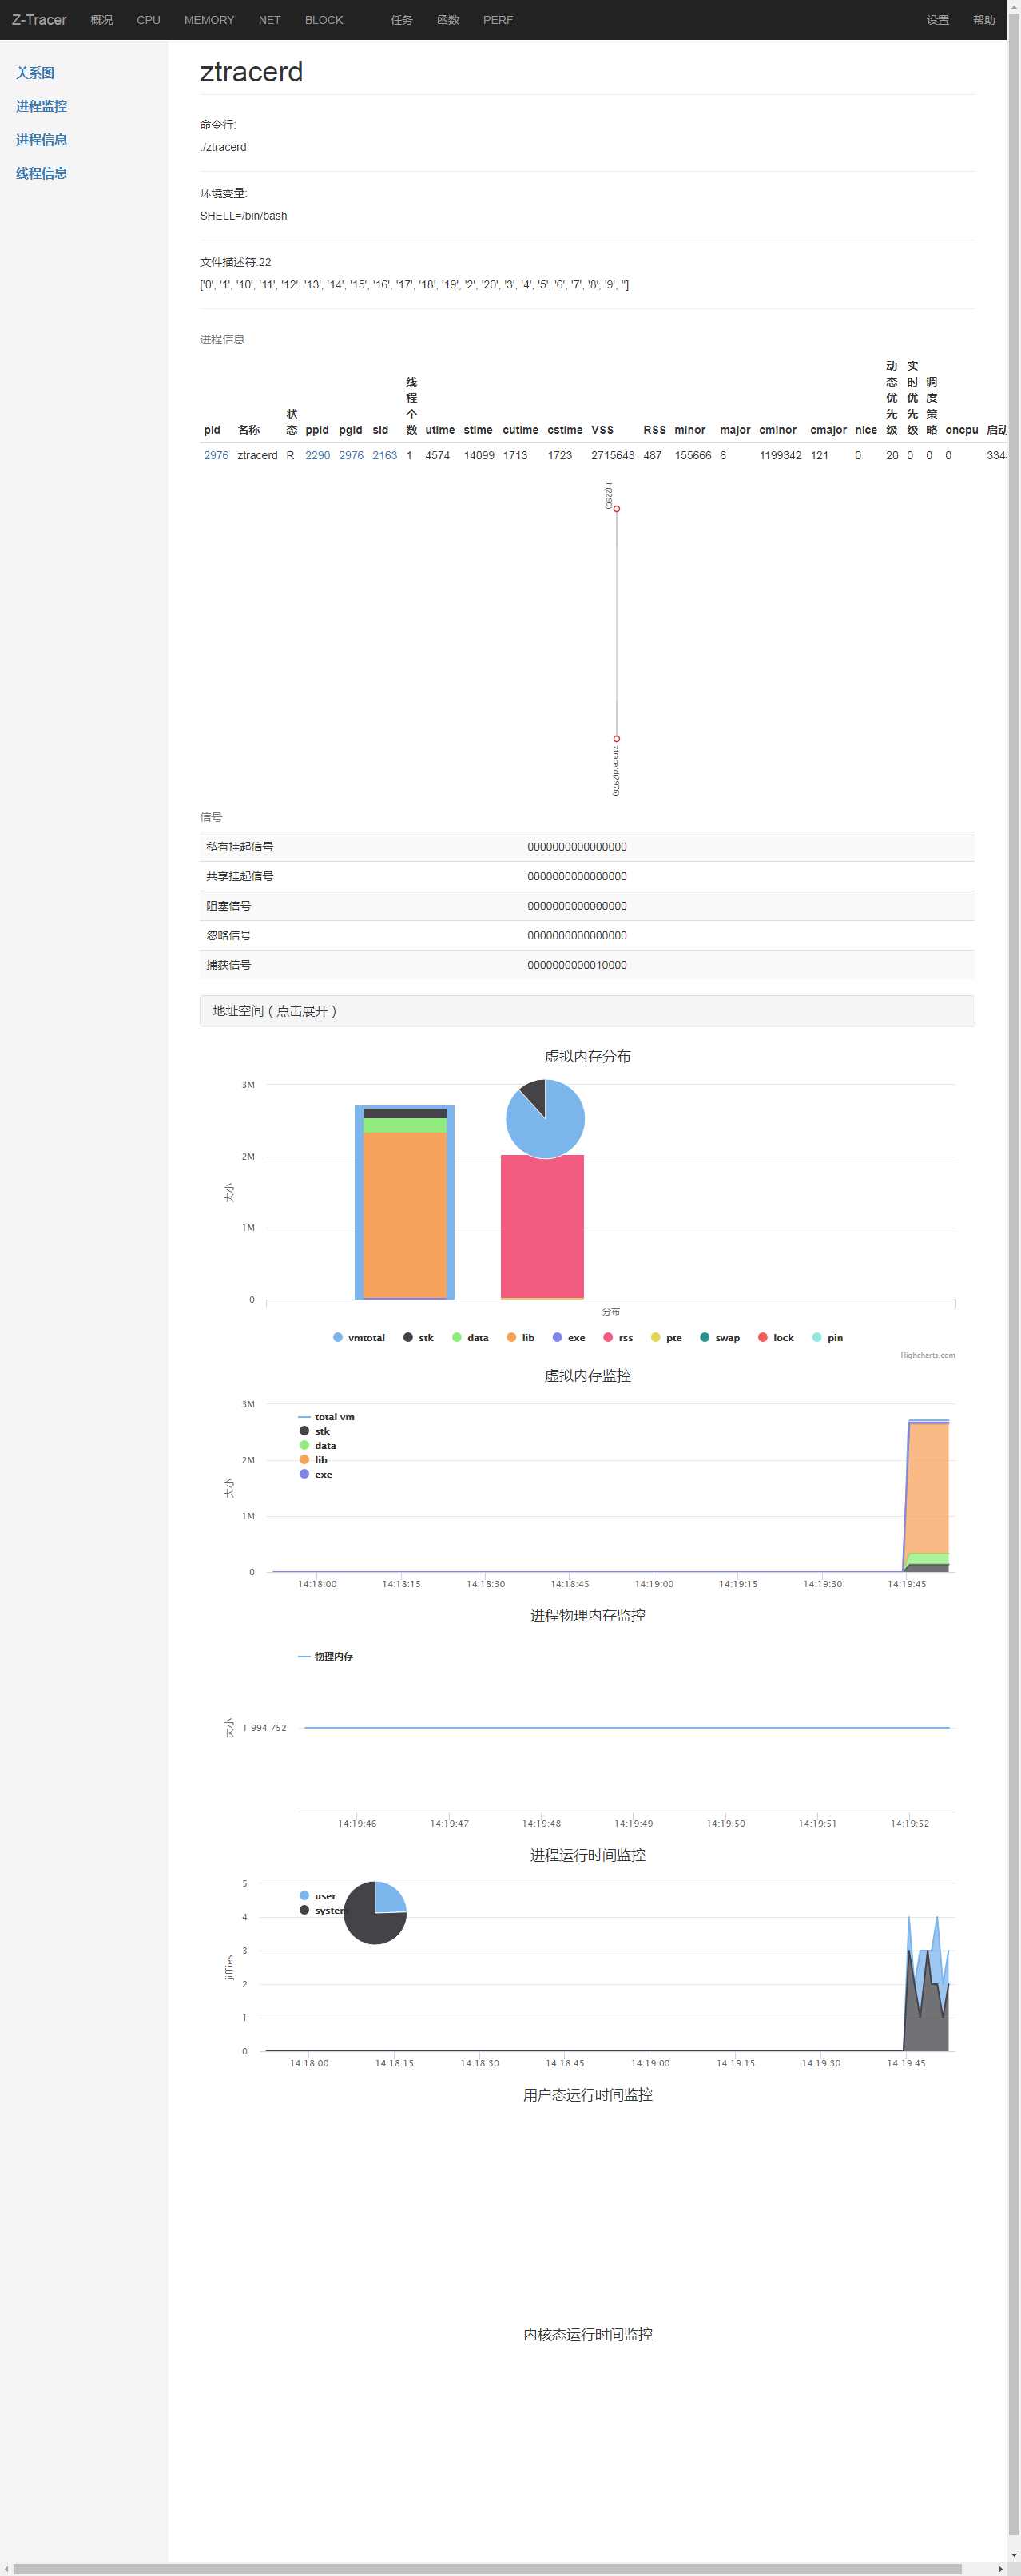 Z-Tracer 概况 CPU MEMORY NET BLOCK 任务 函数 PERF 设置 帮助
关系图
进程监控
进程信息
线程信息
ztracerd
命令行:
./ztracerd
环境变量:
SHELL=/bin/bash
文件描述符:22
['0', '1', '10', '11', '12', '13', '14', '15', '16', '17', '18', '19', '2', '20', '3', '4', '5', '6', '7', '8', '9', '']
进程信息
pid 名称 状态 ppid pgid sid 线程个数 utime stime cutime cstime VSS RSS minor major cminor cmajor nice 动态优先级 实时优先级 调度策略 oncpu 启动
2976 ztracerd R 2290 2976 2163 1 4574 14099 1713 1723 2715648 487 155666 6 1199342 121 0 20 0 0 0 3345
ztracerd(2976)
信号
私有挂起信号 0000000000000000
共享挂起信号 0000000000000000
阻塞信号 0000000000000000
忽略信号 0000000000000000
捕获信号 0000000000010000
地址空间（点击展开）
虚拟内存分布
3M
2M
1M
0
大小
分布
vmtotal stk data lib exe rss pte swap lock pin
Highcharts.com
虚拟内存监控
3M
2M
1M
0
大小
total vm
stk
data
lib
exe
14:18:00 14:18:15 14:18:30 14:18:45 14:19:00 14:19:15 14:19:30 14:19:45
进程物理内存监控
物理内存
大小
1 994 752
14:19:46 14:19:47 14:19:48 14:19:49 14:19:50 14:19:51 14:19:52
进程运行时间监控
5
4
3
2
1
0
jiffies
user
system
14:18:00 14:18:15 14:18:30 14:18:45 14:19:00 14:19:15 14:19:30 14:19:45
用户态运行时间监控
内核态运行时间监控